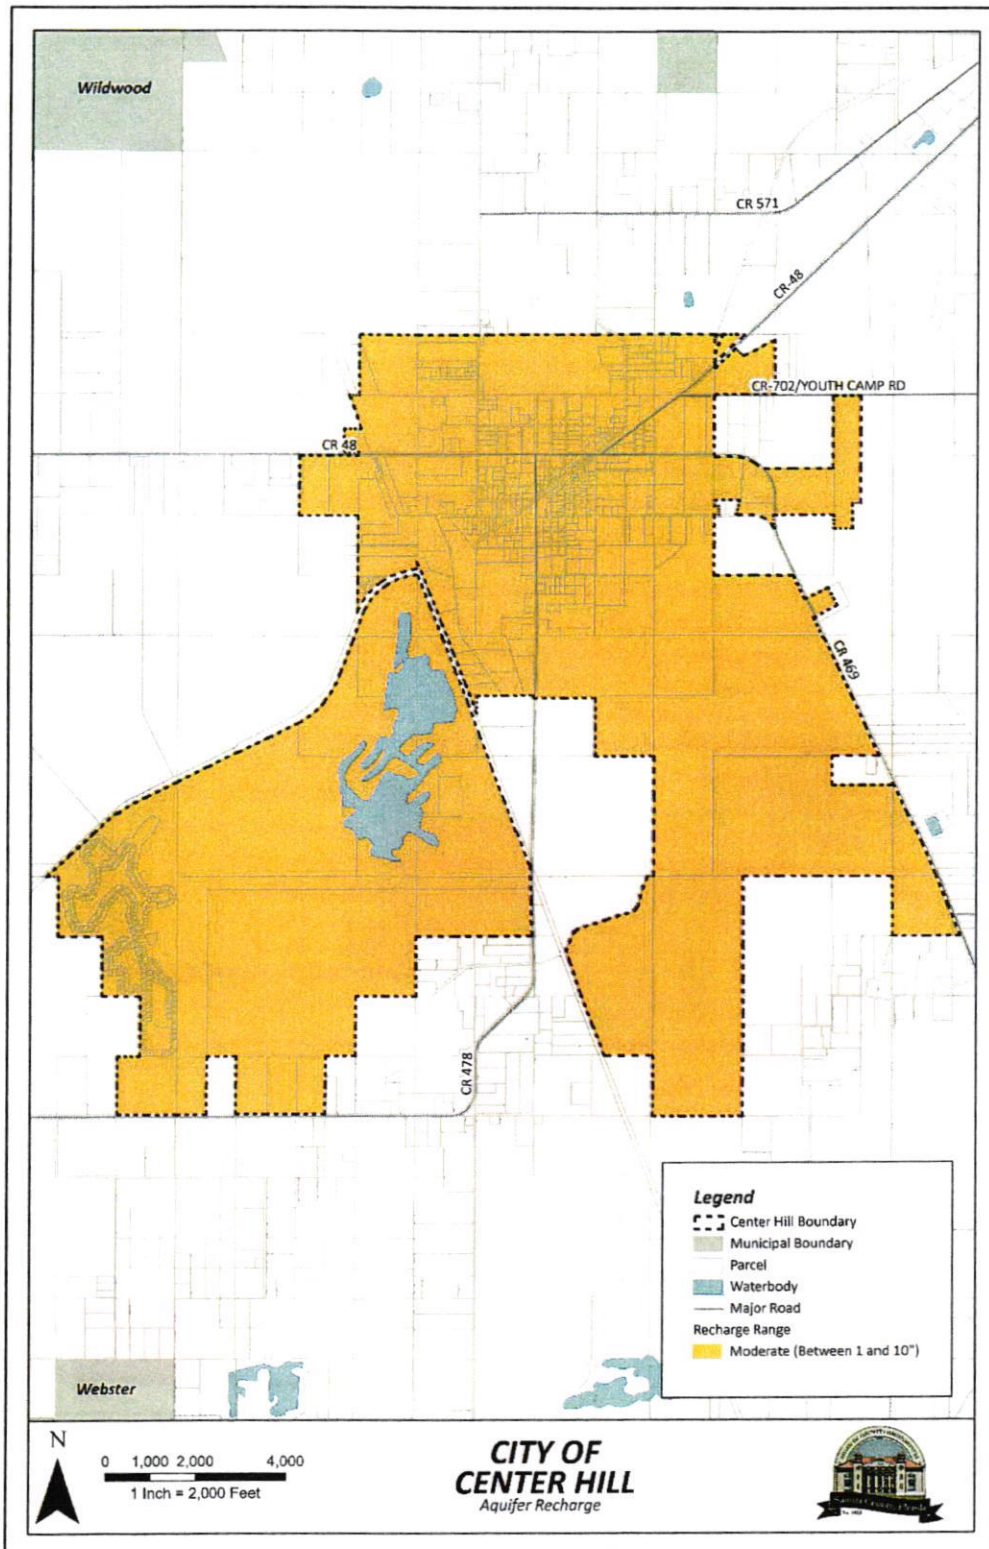 Wildwood
CR 571
CR-48
CR-702/YOUTH CAMP RD
CR 48
CR 469
CR 478
Legend
Center Hill Boundary
Municipal Boundary
Parcel
Waterbody
Major Road
Recharge Range
Moderate (Between 1 and 10")
Webster
N
0 1,000 2,000 4,000
1 Inch = 2,000 Feet
CITY OF
CENTER HILL
Aquifer Recharge